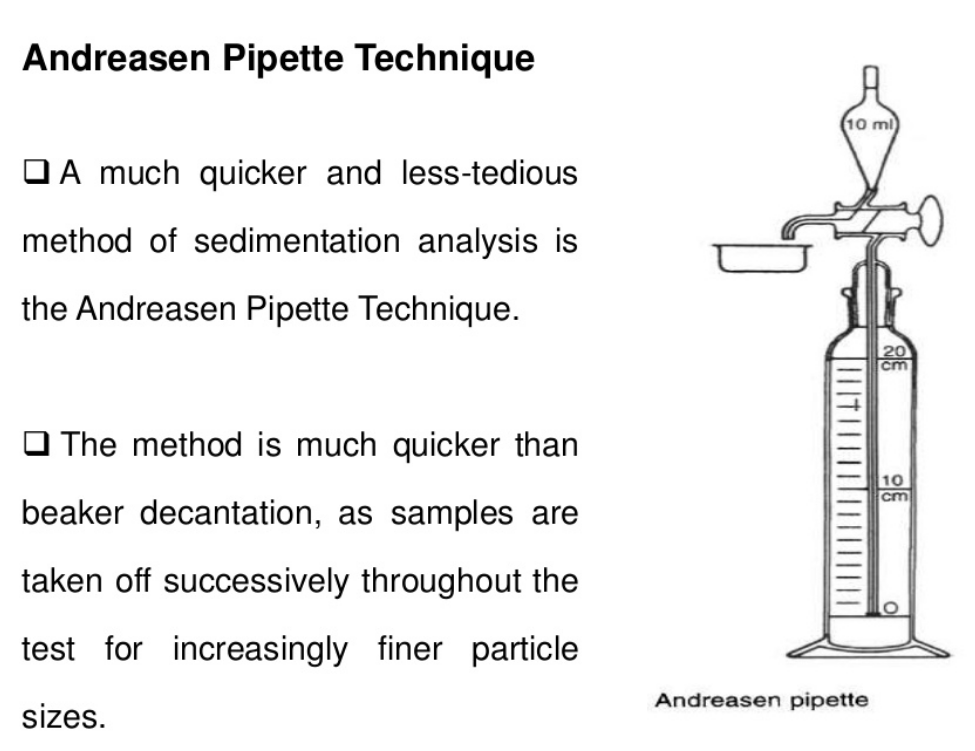 Andreasen Pipette Technique
❑ A much quicker and less-tedious
method of sedimentation analysis is
the Andreasen Pipette Technique.
❑ The method is much quicker than
beaker decantation, as samples are
taken off successively throughout the
test for increasingly finer particle
sizes.
10 ml
20
cm
10
cm
0
Andreasen pipette